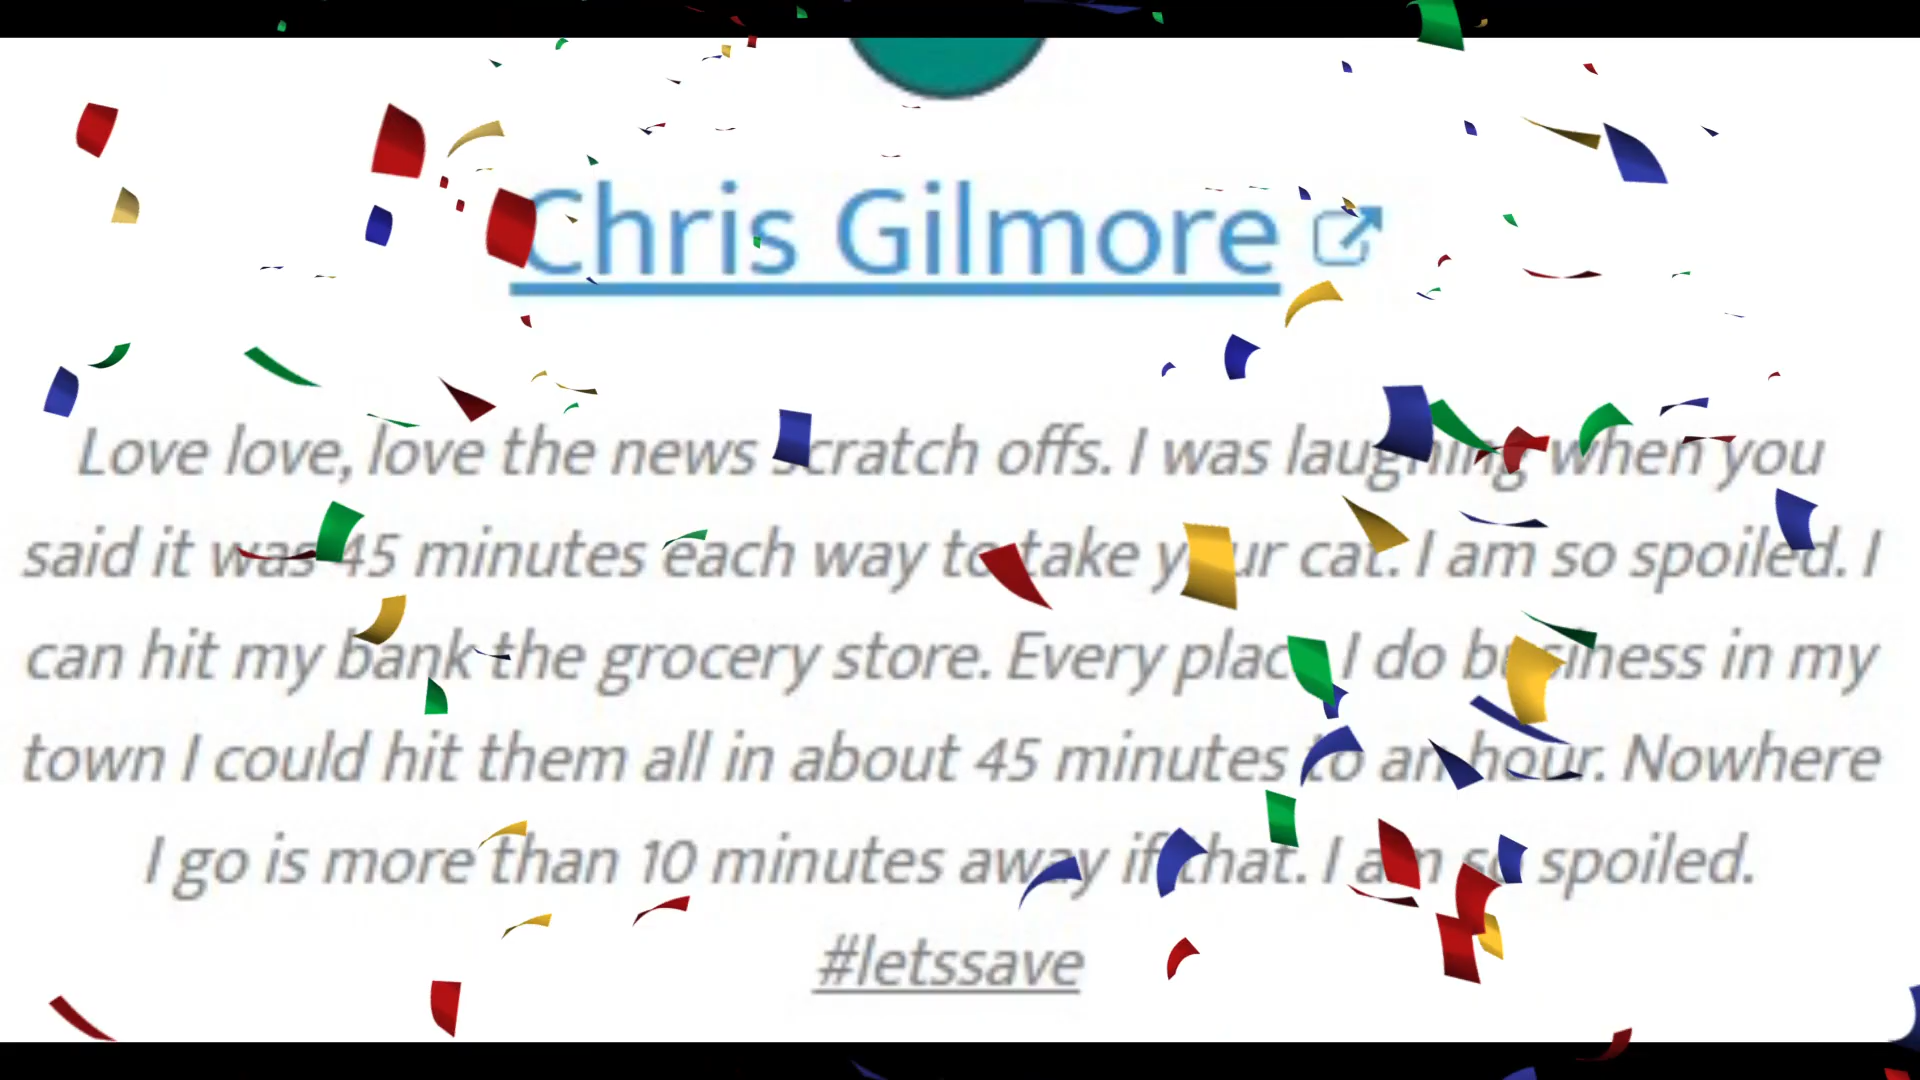 Chris Gilmore
Love love, love the news scratch offs. I was laughing when you
said it was 45 minutes each way to take your cat. I am so spoiled. I
can hit my bank the grocery store. Every place I do business in my
town I could hit them all in about 45 minutes to an hour. Nowhere
I go is more than 10 minutes away if that. I am so spoiled.
#letssave